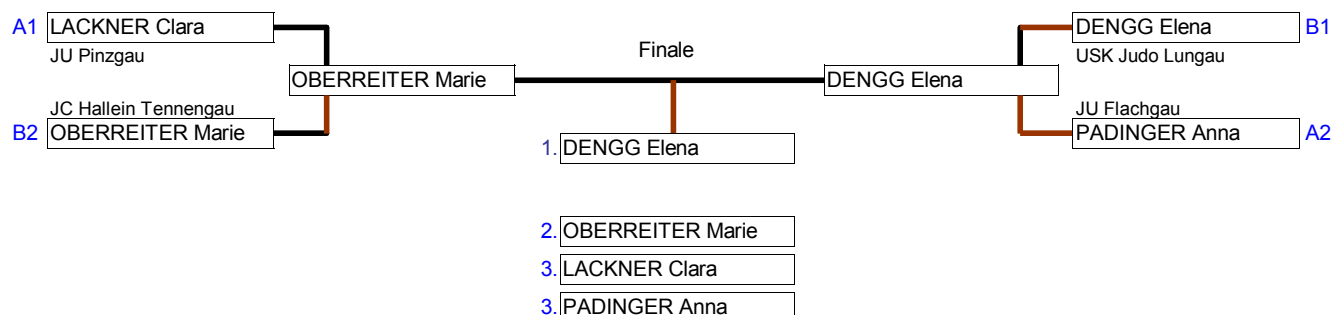 A1 LACKNER Clara
JU Pinzgau
DENGG Elena B1
USK Judo Lungau
Finale
OBERREITER Marie
DENGG Elena
JC Hallein Tennengau
B2 OBERREITER Marie
JU Flachgau
PADINGER Anna A2
1. DENGG Elena
2. OBERREITER Marie
3. LACKNER Clara
3. PADINGER Anna